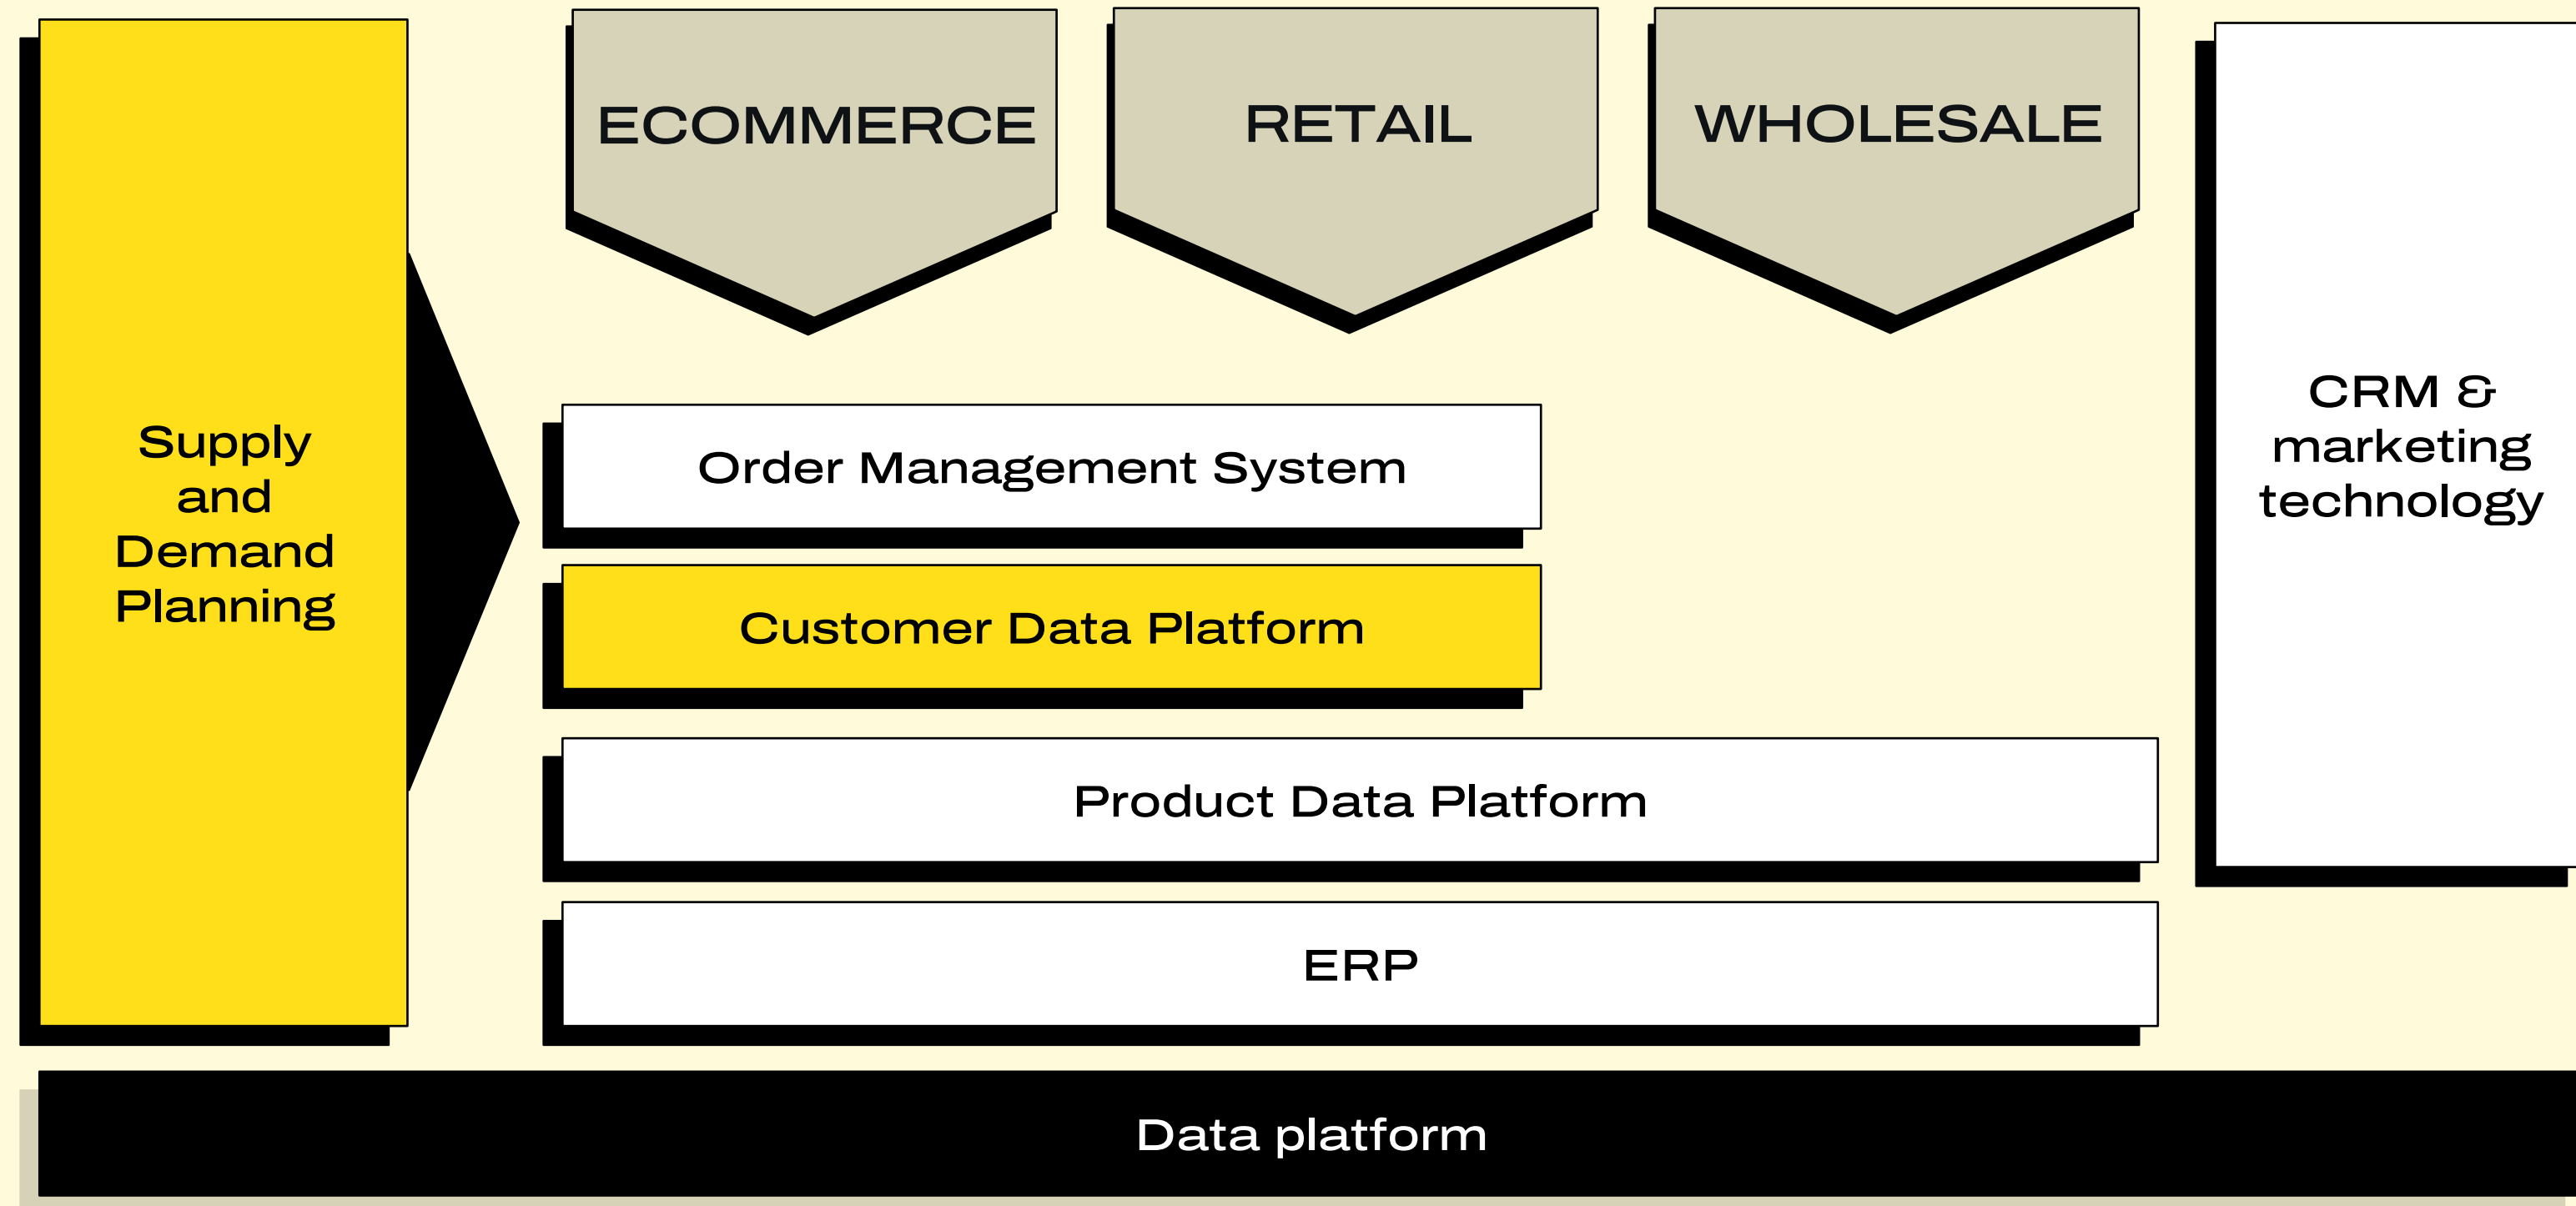 Supply
and
Demand
Planning
ECOMMERCE
RETAIL
WHOLESALE
Order Management System
Customer Data Platform
Product Data Platform
ERP
CRM &
marketing
technology
Data platform